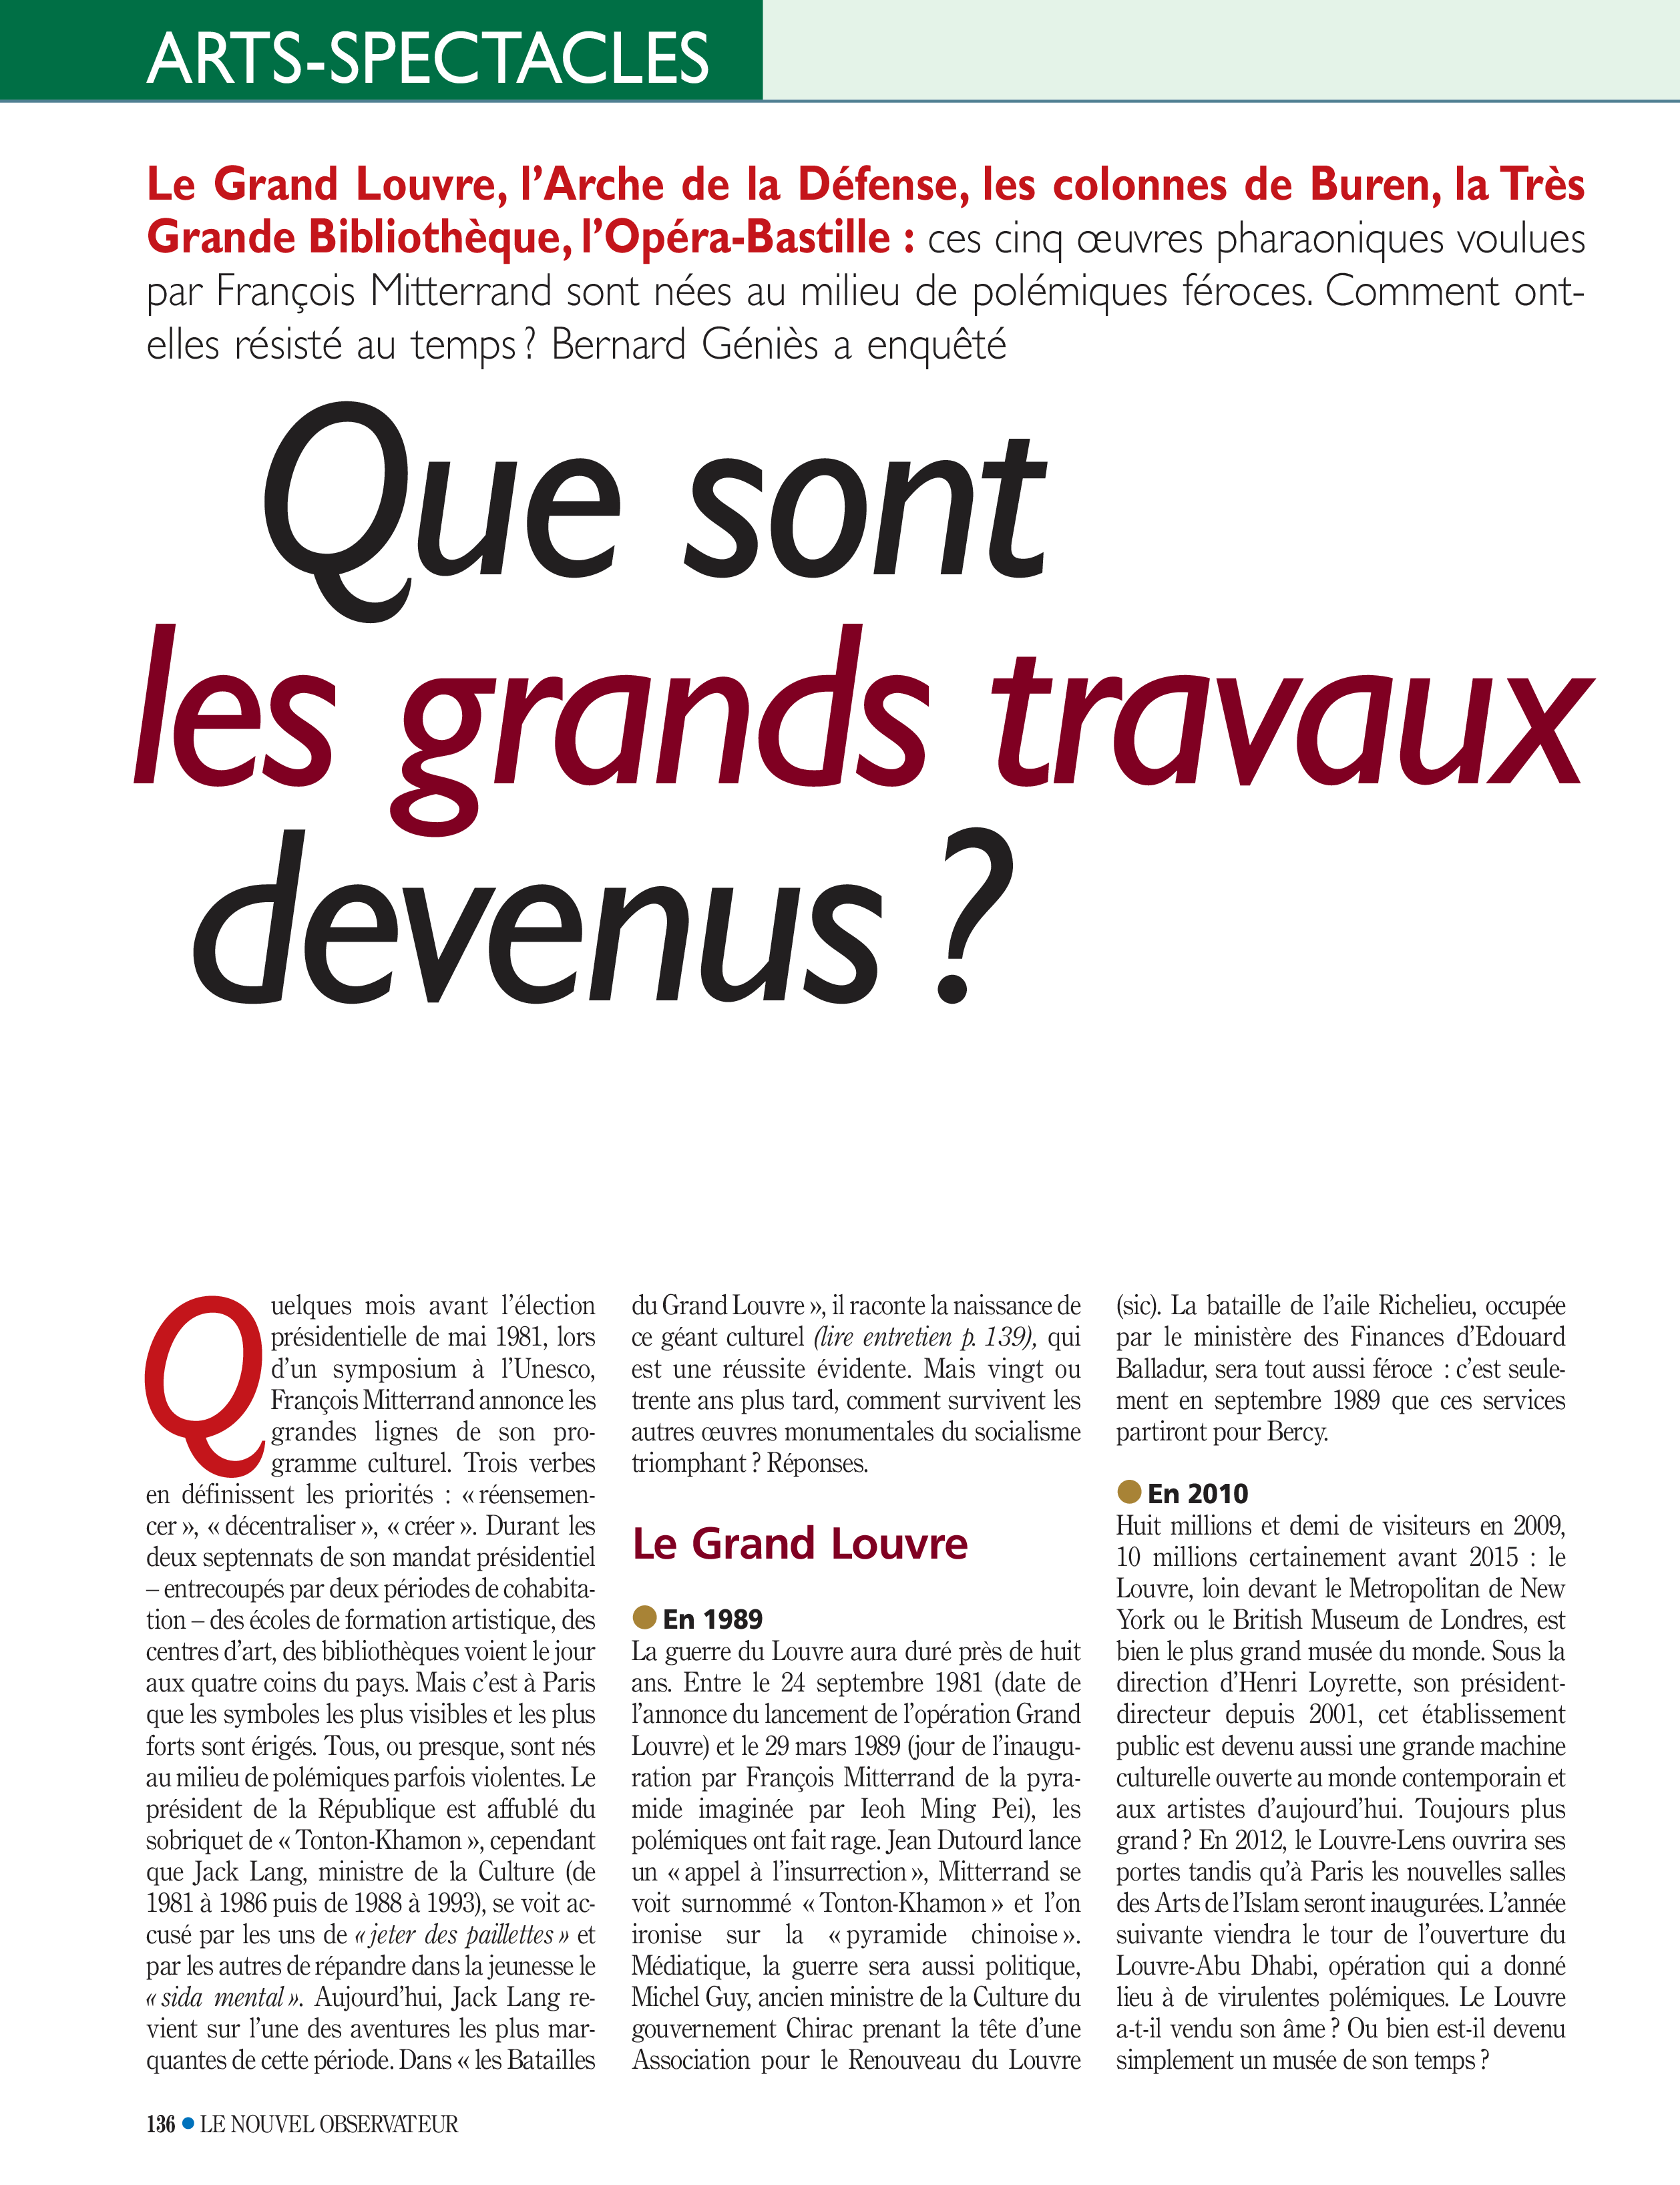 ARTS-SPECTACLES
Le Grand Louvre, l’Arche de la Défense, les colonnes de Buren, la Très
Grande Bibliothèque, l’Opéra-Bastille : ces cinq œuvres pharaoniques voulues
par François Mitterrand sont nées au milieu de polémiques féroces. Comment ont-
elles résisté au temps ? Bernard Géniès a enquêté
Que sont
les grands travaux
devenus ?
Quelques mois avant l’élection
présidentielle de mai 1981, lors
d’un symposium à l’Unesco,
François Mitterrand annonce les
grandes lignes de son pro-
gramme culturel. Trois verbes
en définissent les priorités : « réensemen-
cer », « décentraliser », « créer ». Durant les
deux septennats de son mandat présidentiel
– entrecoupés par deux périodes de cohabita-
tion – des écoles de formation artistique, des
centres d’art, des bibliothèques voient le jour
aux quatre coins du pays. Mais c’est à Paris
que les symboles les plus visibles et les plus
forts sont érigés. Tous, ou presque, sont nés
au milieu de polémiques parfois violentes. Le
président de la République est affublé du
sobriquet de « Tonton-Khamon », cependant
que Jack Lang, ministre de la Culture (de
1981 à 1986 puis de 1988 à 1993), se voit ac-
cusé par les uns de « jeter des paillettes » et
par les autres de répandre dans la jeunesse le
« sida mental ». Aujourd’hui, Jack Lang re-
vient sur l’une des aventures les plus mar-
quantes de cette période. Dans « les Batailles
du Grand Louvre », il raconte la naissance de
ce géant culturel (lire entretien p. 139), qui
est une réussite évidente. Mais vingt ou
trente ans plus tard, comment survivent les
autres œuvres monumentales du socialisme
triomphant ? Réponses.
Le Grand Louvre
● En 1989
La guerre du Louvre aura duré près de huit
ans. Entre le 24 septembre 1981 (date de
l’annonce du lancement de l’opération Grand
Louvre) et le 29 mars 1989 (jour de l’inaugu-
ration par François Mitterrand de la pyra-
mide imaginée par Ieoh Ming Pei), les
polémiques ont fait rage. Jean Dutourd lance
un « appel à l’insurrection », Mitterrand se
voit surnommé « Tonton-Khamon » et l’on
ironise sur la « pyramide chinoise ».
Médiatique, la guerre sera aussi politique,
Michel Guy, ancien ministre de la Culture du
gouvernement Chirac prenant la tête d’une
Association pour le Renouveau du Louvre
(sic). La bataille de l’aile Richelieu, occupée
par le ministère des Finances d’Edouard
Balladur, sera tout aussi féroce : c’est seule-
ment en septembre 1989 que ces services
partiront pour Bercy.
● En 2010
Huit millions et demi de visiteurs en 2009,
10 millions certainement avant 2015 : le
Louvre, loin devant le Metropolitan de New
York ou le British Museum de Londres, est
bien le plus grand musée du monde. Sous la
direction d’Henri Loyrette, son président-
directeur depuis 2001, cet établissement
public est devenu aussi une grande machine
culturelle ouverte au monde contemporain et
aux artistes d’aujourd’hui. Toujours plus
grand ? En 2012, le Louvre-Lens ouvrira ses
portes tandis qu’à Paris les nouvelles salles
des Arts de l’Islam seront inaugurées. L’année
suivante viendra le tour de l’ouverture du
Louvre-Abu Dhabi, opération qui a donné
lieu à de virulentes polémiques. Le Louvre
a-t-il vendu son âme ? Ou bien est-il devenu
simplement un musée de son temps ?
136 ● LE NOUVEL OBSERVATEUR